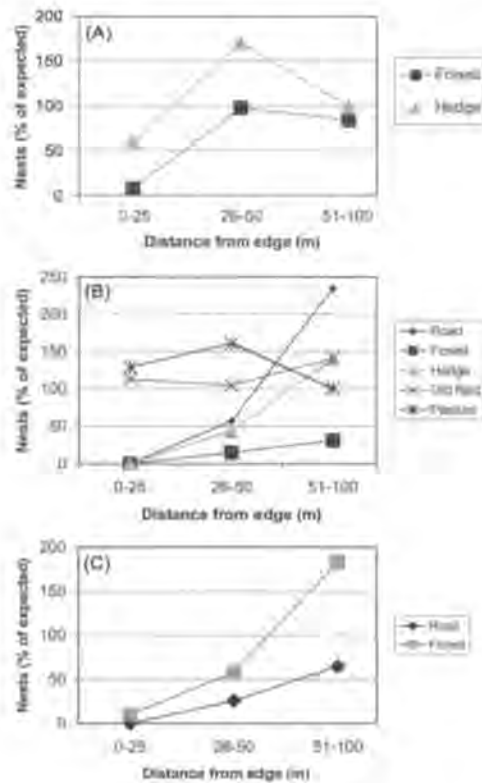 (A)
Nests (% of expected)
200
150
100
50
0
0-25
26-50
51-100
Distance from edge (m)
Forest
Hedge
(B)
Nests (% of expected)
250
200
150
100
50
0
0-25
26-50
51-100
Distance from edge (m)
Road
Forest
Hedge
Old field
Pasture
(C)
Nests (% of expected)
200
150
100
50
0
0-25
26-50
51-100
Distance from edge (m)
Road
Forest